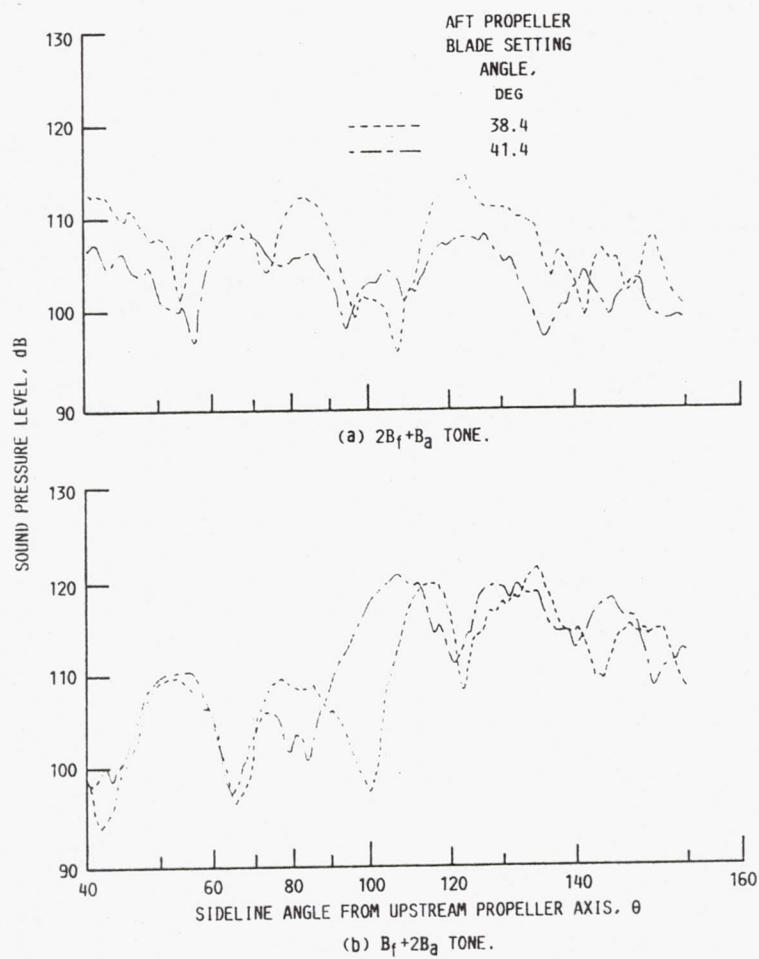 AFT PROPELLER
BLADE SETTING
ANGLE,
DEG
38.4
41.4
130
120
110
100
90
(a) 2Bf+Ba TONE.
SOUND PRESSURE LEVEL, dB
130
120
110
100
90
40 60 80 100 120 140 160
SIDELINE ANGLE FROM UPSTREAM PROPELLER AXIS, θ
(b) Bf+2Ba TONE.